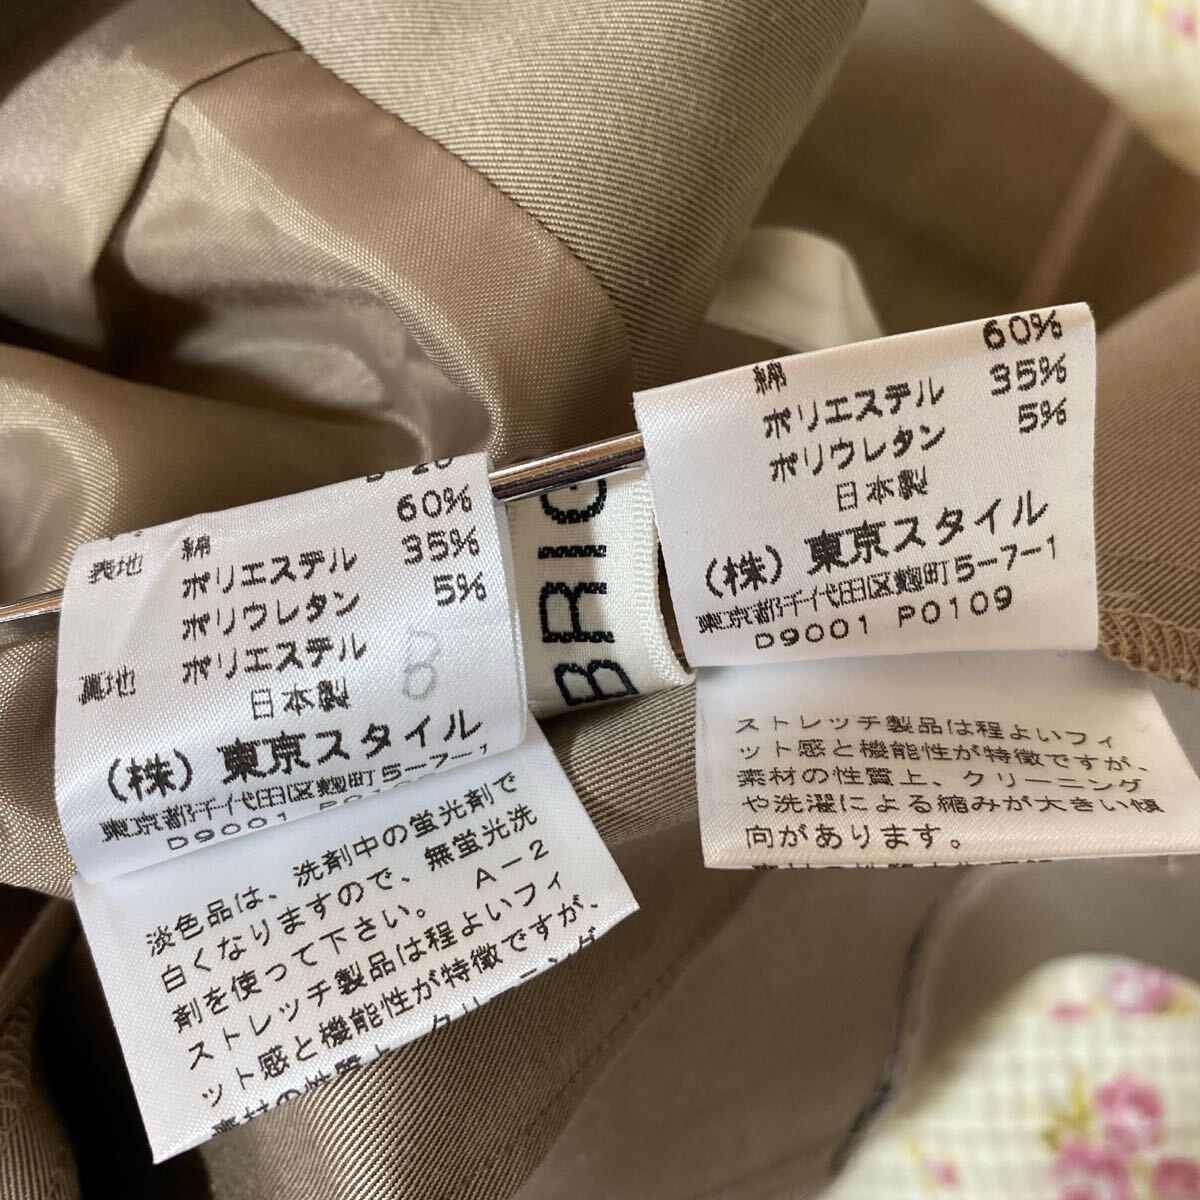 60%
表地 綿
ポリエステル 35%
ポリウレタン 5%
裏地 ポリエステル
日本製
(株)東京スタイル
東京都千代田区麹町5-7-1
D9001
淡色品は、洗剤中の蛍光剤で
白くなりますので、無蛍光洗
剤を使って下さい。 A-2
ストレッチ製品は程よいフィ
ット感と機能性が特徴ですが、
素材の性質上、ク
BRIG
綿 60%
ポリエステル 35%
ポリウレタン 5%
日本製
(株)東京スタイル
東京都千代田区麹町5-7-1
D9001 P0109
ストレッチ製品は程よいフィ
ット感と機能性が特徴ですが、
素材の性質上、クリーニング
や洗濯による縮みが大きい傾
向があります。